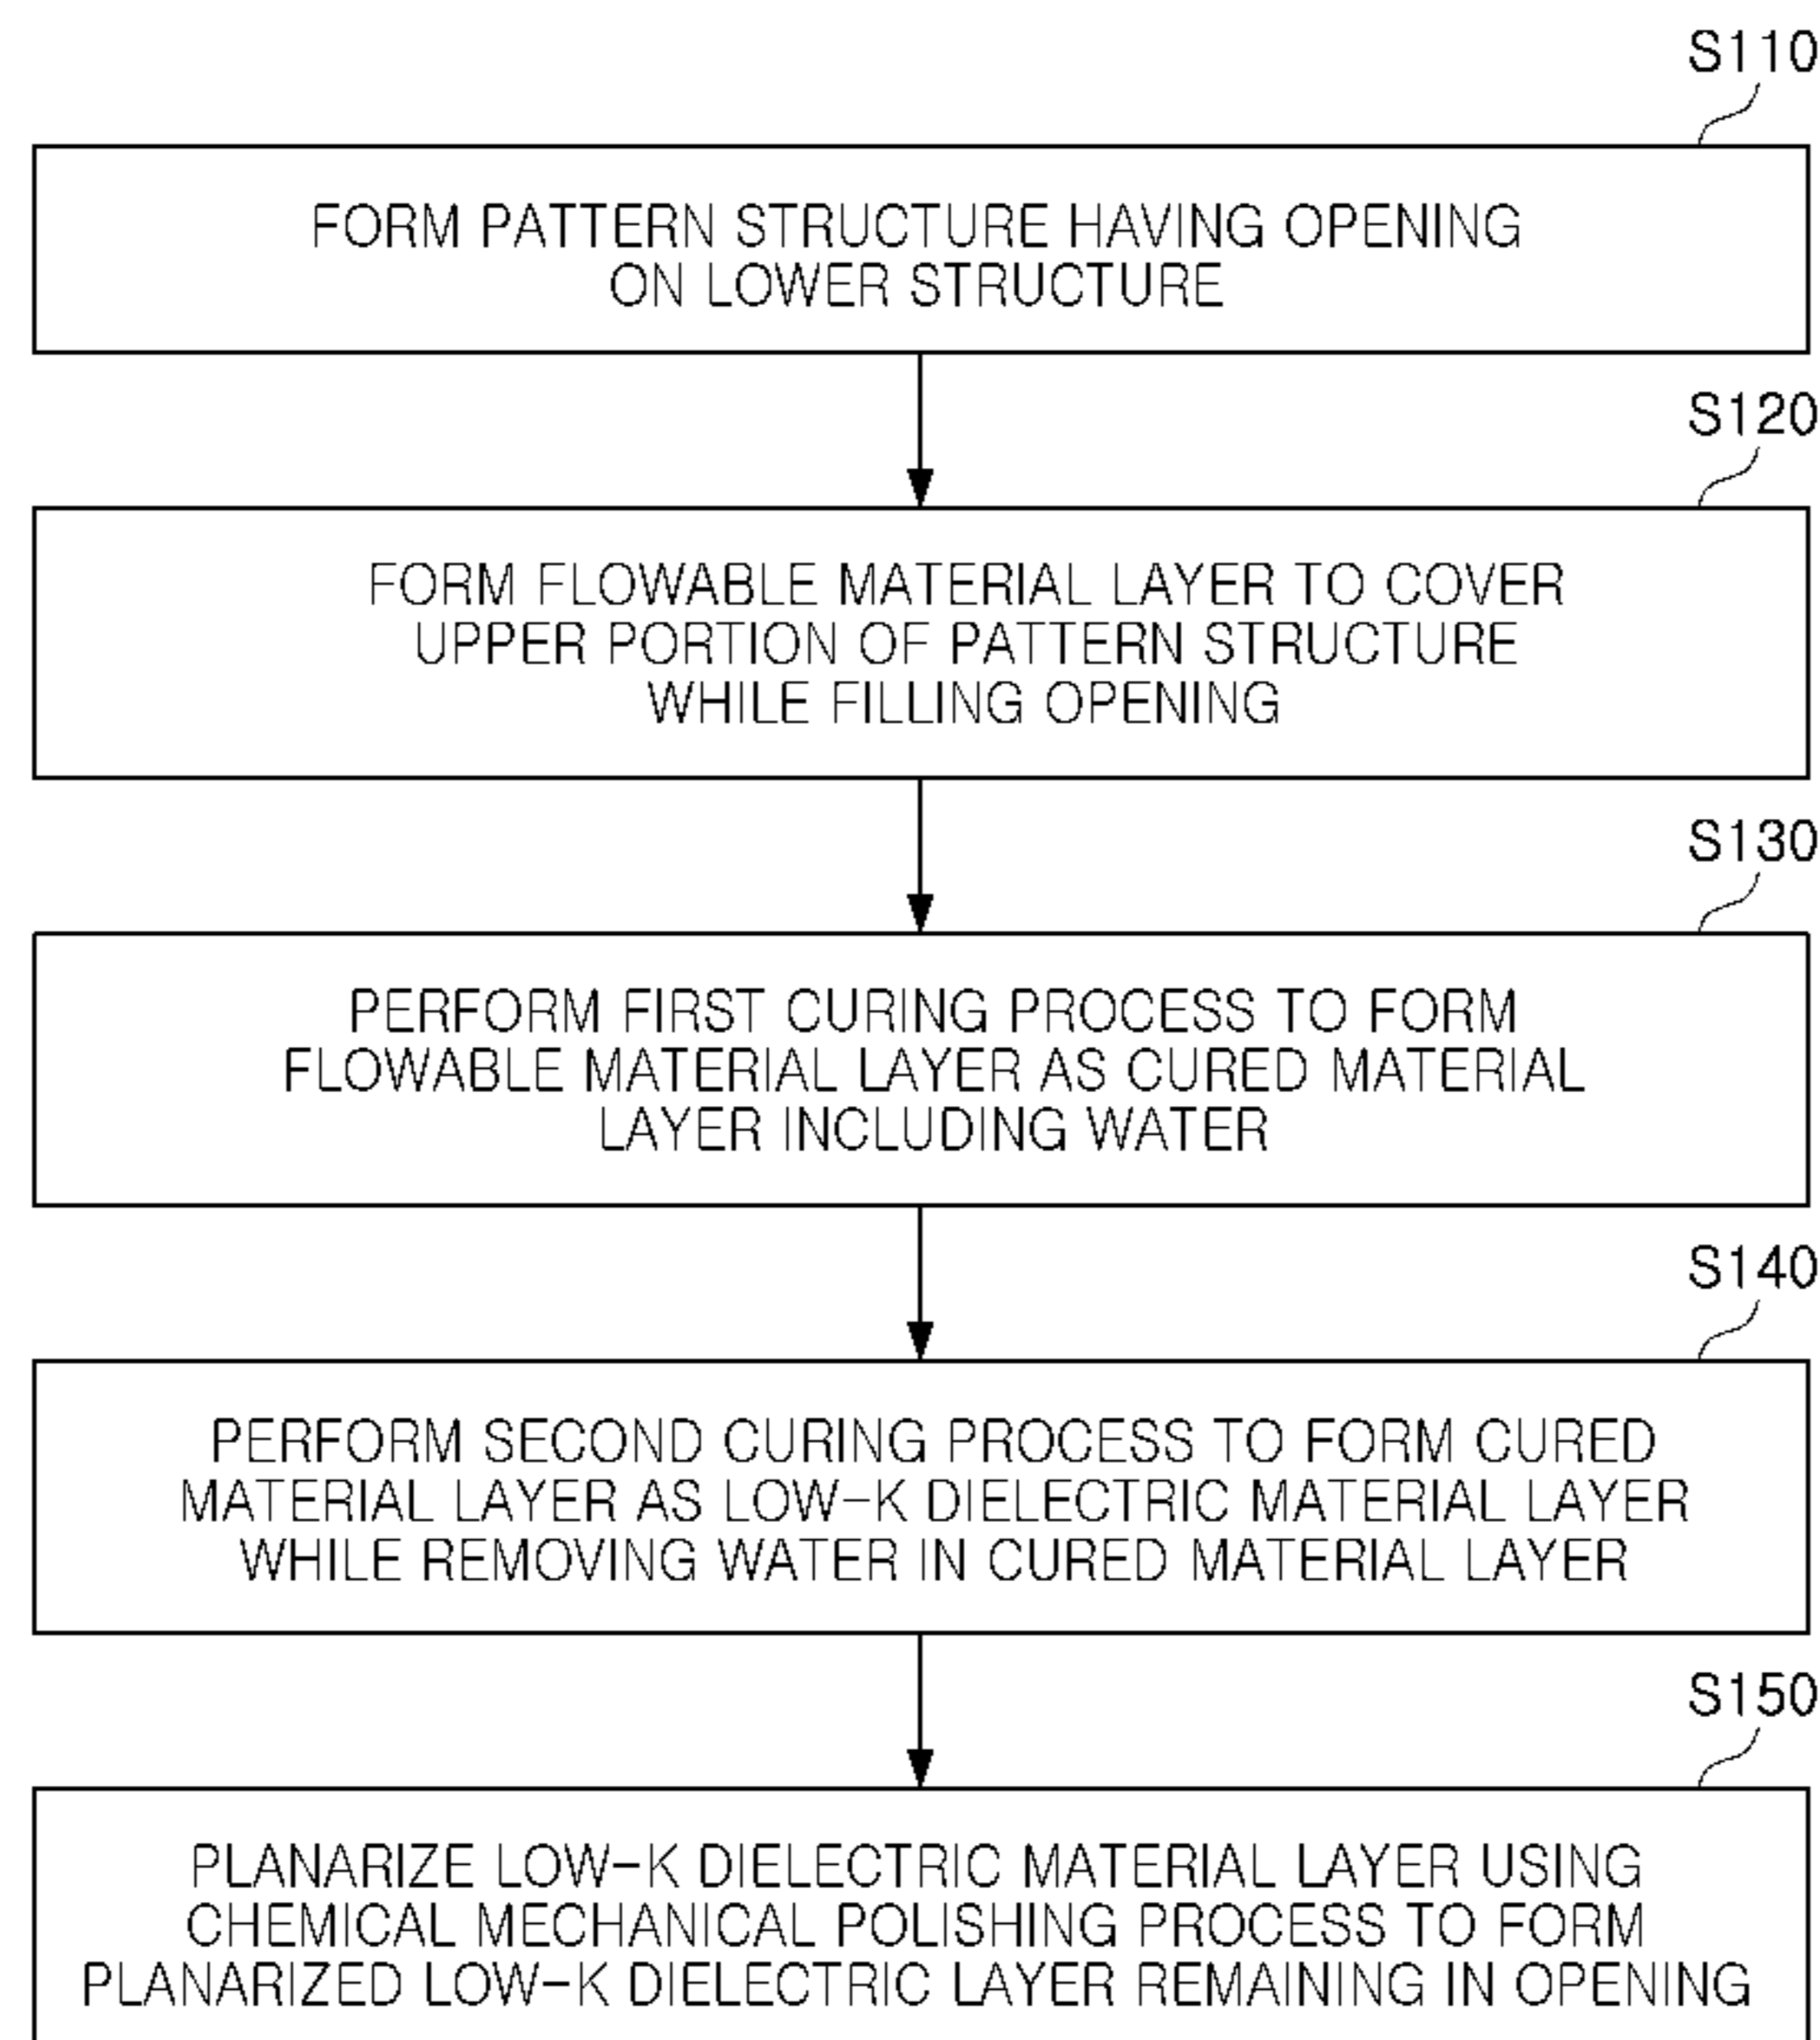 S110
FORM PATTERN STRUCTURE HAVING OPENING
ON LOWER STRUCTURE
S120
FORM FLOWABLE MATERIAL LAYER TO COVER
UPPER PORTION OF PATTERN STRUCTURE
WHILE FILLING OPENING
S130
PERFORM FIRST CURING PROCESS TO FORM
FLOWABLE MATERIAL LAYER AS CURED MATERIAL
LAYER INCLUDING WATER
S140
PERFORM SECOND CURING PROCESS TO FORM CURED
MATERIAL LAYER AS LOW-K DIELECTRIC MATERIAL LAYER
WHILE REMOVING WATER IN CURED MATERIAL LAYER
S150
PLANARIZE LOW-K DIELECTRIC MATERIAL LAYER USING
CHEMICAL MECHANICAL POLISHING PROCESS TO FORM
PLANARIZED LOW-K DIELECTRIC LAYER REMAINING IN OPENING